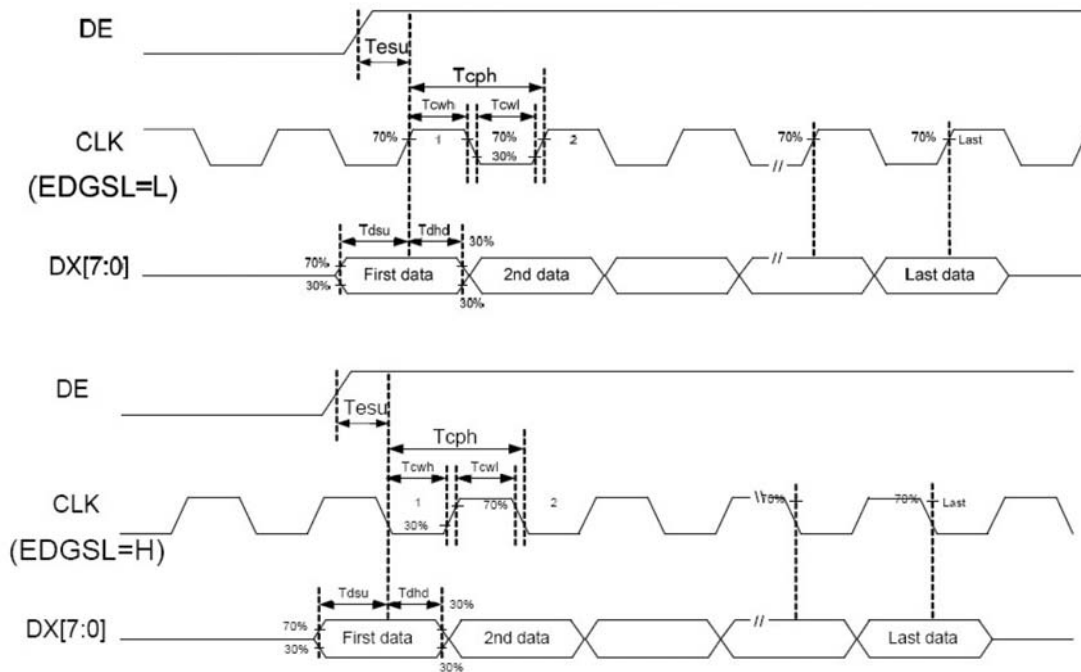 DE
Tesu
Tcph
Tcwh Tcwl
CLK 70% 1 70% 2 70% 70% Last
30%
(EDGSL=L) //
Tdsu Tdhd 30%
DX[7:0] 70% First data 2nd data // Last data
30% 30%
DE
Tesu
Tcph
Tcwh Tcwl
CLK 1 70% 2 \\ 70% 70% Last
30%
(EDGSL=H)
Tdsu Tdhd 30%
DX[7:0] 70% First data 2nd data // Last data
30% 30%